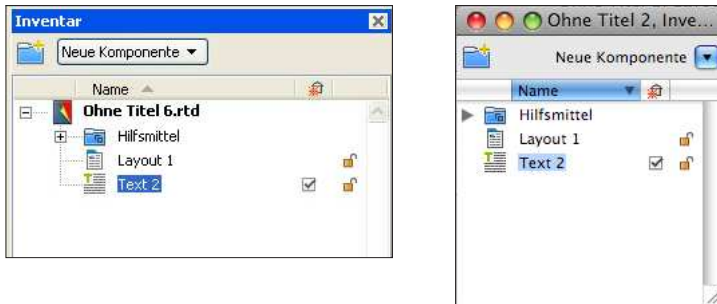 Inventar
Neue Komponente
Name
Ohne Titel 6.rtd
Hilfsmittel
Layout 1
Text 2
Ohne Titel 2, Inve...
Neue Komponente
Name
Hilfsmittel
Layout 1
Text 2